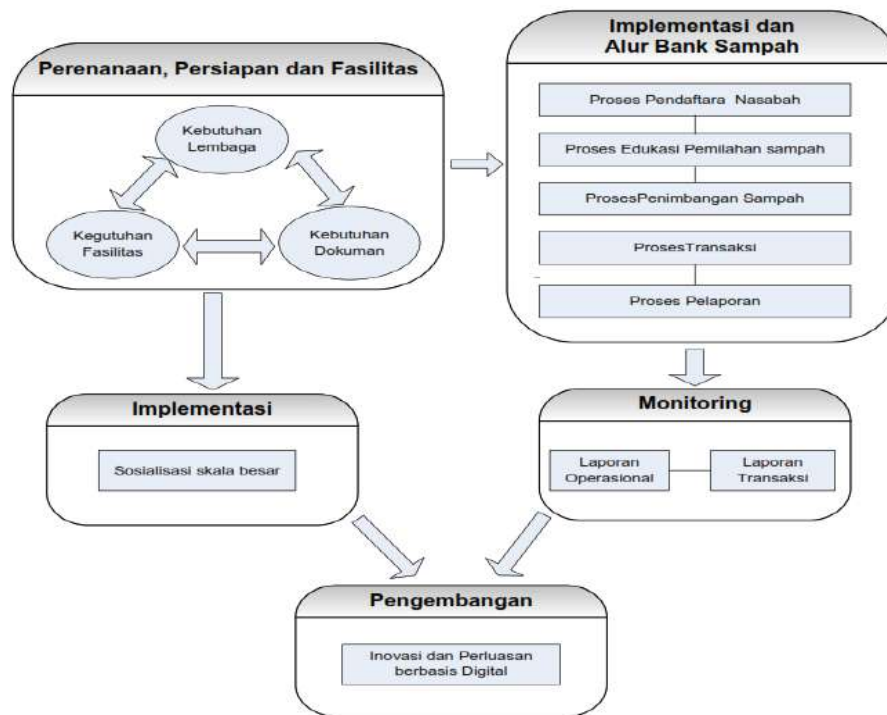 Perenanaan, Persiapan dan Fasilitas
Kebutuhan
Lembaga
Kegutuhan
Fasilitas
Kebutuhan
Dokuman
Implementasi dan
Alur Bank Sampah
Proses Pendaftara Nasabah
Proses Edukasi Pemilahan sampah
ProsesPenimbangan Sampah
ProsesTransaksi
Proses Pelaporan
Implementasi
Sosialisasi skala besar
Monitoring
Laporan
Operasional
Laporan
Transaksi
Pengembangan
Inovasi dan Perluasan
berbasis Digital